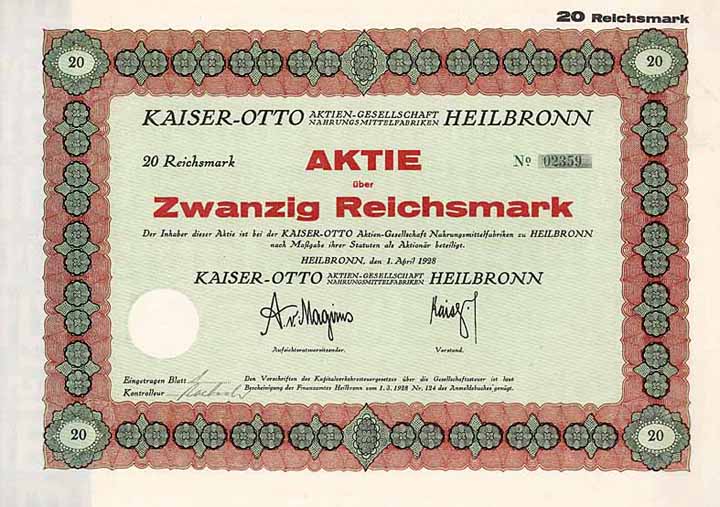 20 Reichsmark
20 20
KAISER-OTTO AKTIEN-GESELLSCHAFT NAHRUNGSMITTELFABRIKEN HEILBRONN
20 Reichsmark AKTIE No 02359
über
Zwanzig Reichsmark
Der Inhaber dieser Aktie ist bei der KAISER-OTTO Aktien-Gesellschaft Nahrungsmittelfabriken zu HEILBRONN
nach Maßgabe ihrer Statuten als Aktionär beteiligt.
HEILBRONN, den 1. April 1928
KAISER-OTTO AKTIEN-GESELLSCHAFT NAHRUNGSMITTELFABRIKEN HEILBRONN
A. v. Magirus Kaiser
Aufsichtsratsvorsitzender. Vorstand.
Eingetragen Blatt
Kontrolleur
Den Vorschriften des Kapitalverkehrsteuergesetzes über die Gesellschaftsteuer ist laut
Bescheinigung des Finanzamtes Heilbronn vom 1. 3. 1928 Nr. 124 des Anmeldebuches genügt.
20 20